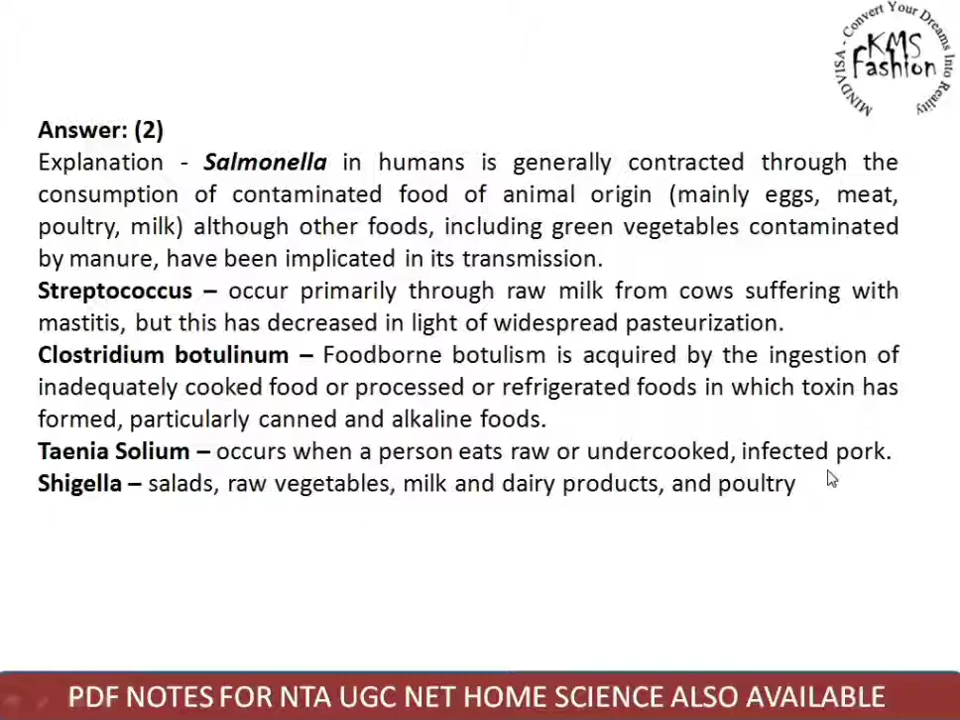 MINDVISA - Convert Your Dreams Into Reality
KMS
Fashion
Answer: (2)
Explanation - Salmonella in humans is generally contracted through the
consumption of contaminated food of animal origin (mainly eggs, meat,
poultry, milk) although other foods, including green vegetables contaminated
by manure, have been implicated in its transmission.
Streptococcus – occur primarily through raw milk from cows suffering with
mastitis, but this has decreased in light of widespread pasteurization.
Clostridium botulinum – Foodborne botulism is acquired by the ingestion of
inadequately cooked food or processed or refrigerated foods in which toxin has
formed, particularly canned and alkaline foods.
Taenia Solium – occurs when a person eats raw or undercooked, infected pork.
Shigella – salads, raw vegetables, milk and dairy products, and poultry
PDF NOTES FOR NTA UGC NET HOME SCIENCE ALSO AVAILABLE